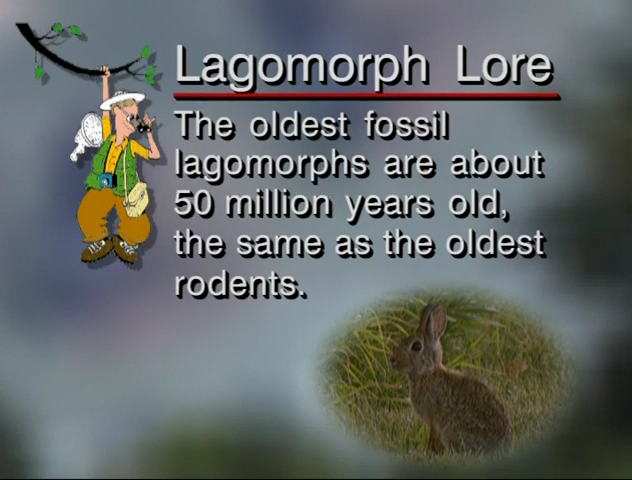 Lagomorph Lore
The oldest fossil
lagomorphs are about
50 million years old,
the same as the oldest
rodents.